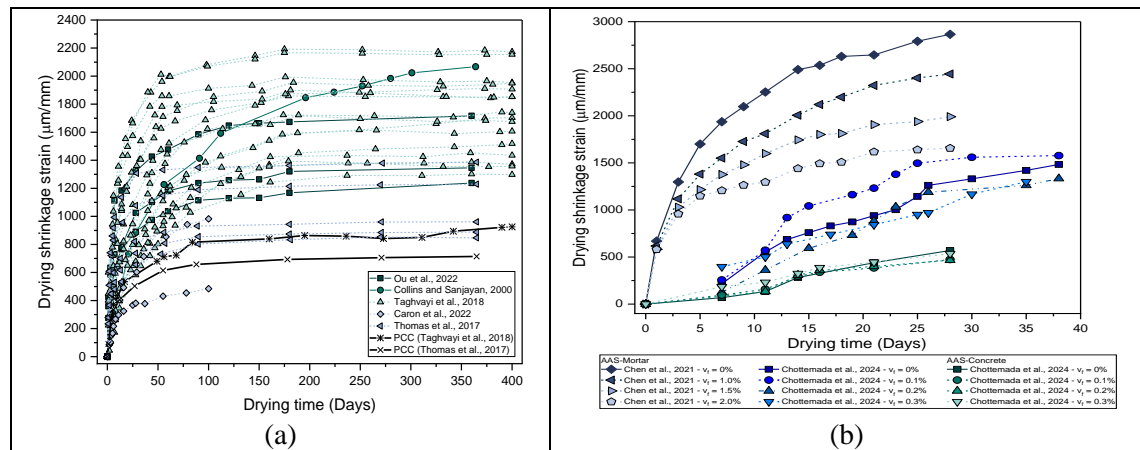 2400
2200
2000
1800
1600
1400
1200
1000
800
600
400
200
0
Drying shrinkage strain (µm/mm)
0 50 100 150 200 250 300 350 400
Drying time (Days)
Ou et al., 2022
Collins and Sanjayan, 2000
Taghvayi et al., 2018
Caron et al., 2022
Thomas et al., 2017
PCC (Taghvayi et al., 2018)
PCC (Thomas et al., 2017)
(a)
3000
2500
2000
1500
1000
500
0
Drying shrinkage strain (µm/mm)
0 5 10 15 20 25 30 35 40
Drying time (Days)
AAS-Mortar AAS-Concrete
Chen et al., 2021 - vf = 0% Chottemada et al., 2024 - vf = 0% Chottemada et al., 2024 - vf = 0%
Chen et al., 2021 - vf = 1.0% Chottemada et al., 2024 - vf = 0.1% Chottemada et al., 2024 - vf = 0.1%
Chen et al., 2021 - vf = 1.5% Chottemada et al., 2024 - vf = 0.2% Chottemada et al., 2024 - vf = 0.2%
Chen et al., 2021 - vf = 2.0% Chottemada et al., 2024 - vf = 0.3% Chottemada et al., 2024 - vf = 0.3%
(b)